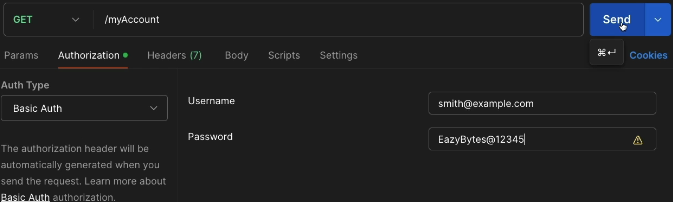 GET /myAccount Send
⌘↵
Params Authorization Headers (7) Body Scripts Settings Cookies
Auth Type
Basic Auth
Username smith@example.com
Password EazyBytes@12345
The authorization header will be
automatically generated when you
send the request. Learn more about
Basic Auth authorization.